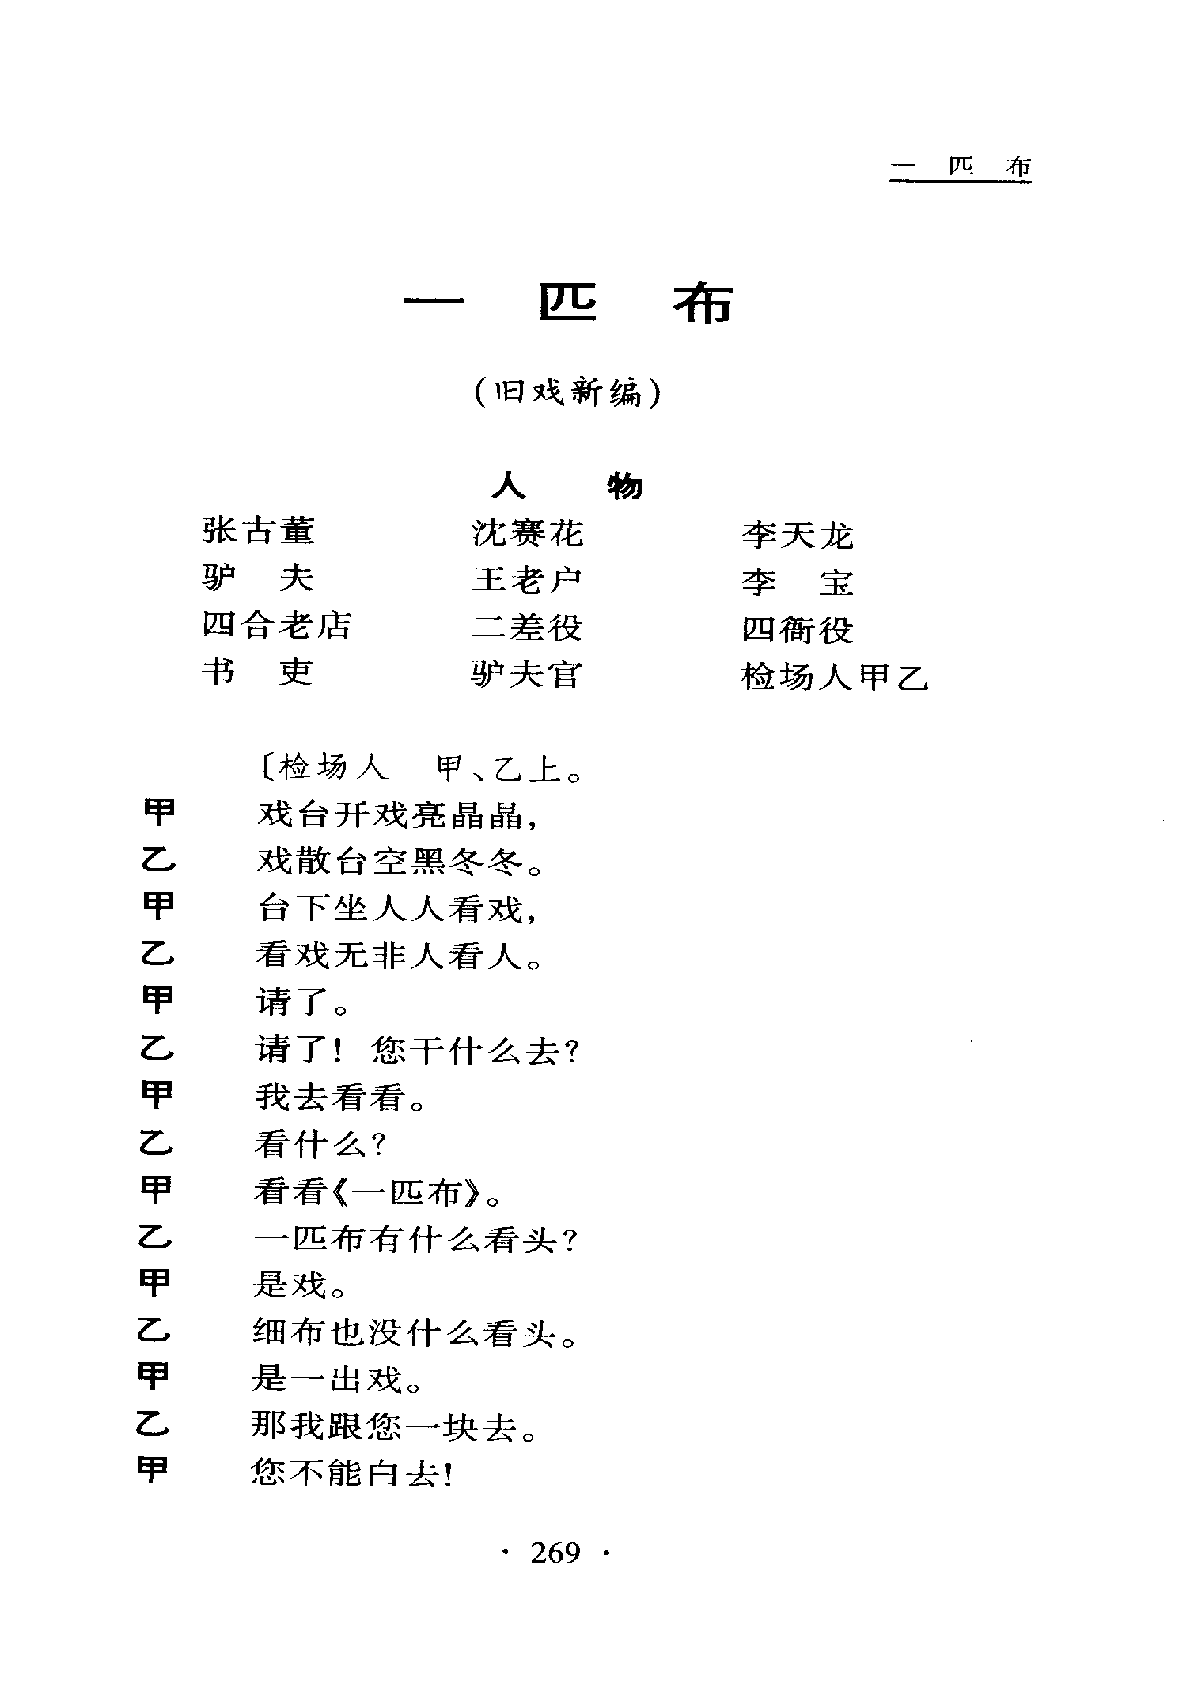 一 匹 布
一 匹 布
（旧戏新编）
人 物
张古董 沈赛花 李天龙
驴 夫 王老户 李 宝
四合老店 二差役 四衙役
书 吏 驴夫官 检场人甲乙
〔检场人 甲、乙上。
甲 戏台开戏亮晶晶，
乙 戏散台空黑冬冬。
甲 台下坐人人看戏，
乙 看戏无非人看人。
甲 请了。
乙 请了！您干什么去？
甲 我去看看。
乙 看什么？
甲 看看《一匹布》。
乙 一匹布有什么看头？
甲 是戏。
乙 细布也没什么看头。
甲 是一出戏。
乙 那我跟您一块去。
甲 您不能白去！
· 269 ·